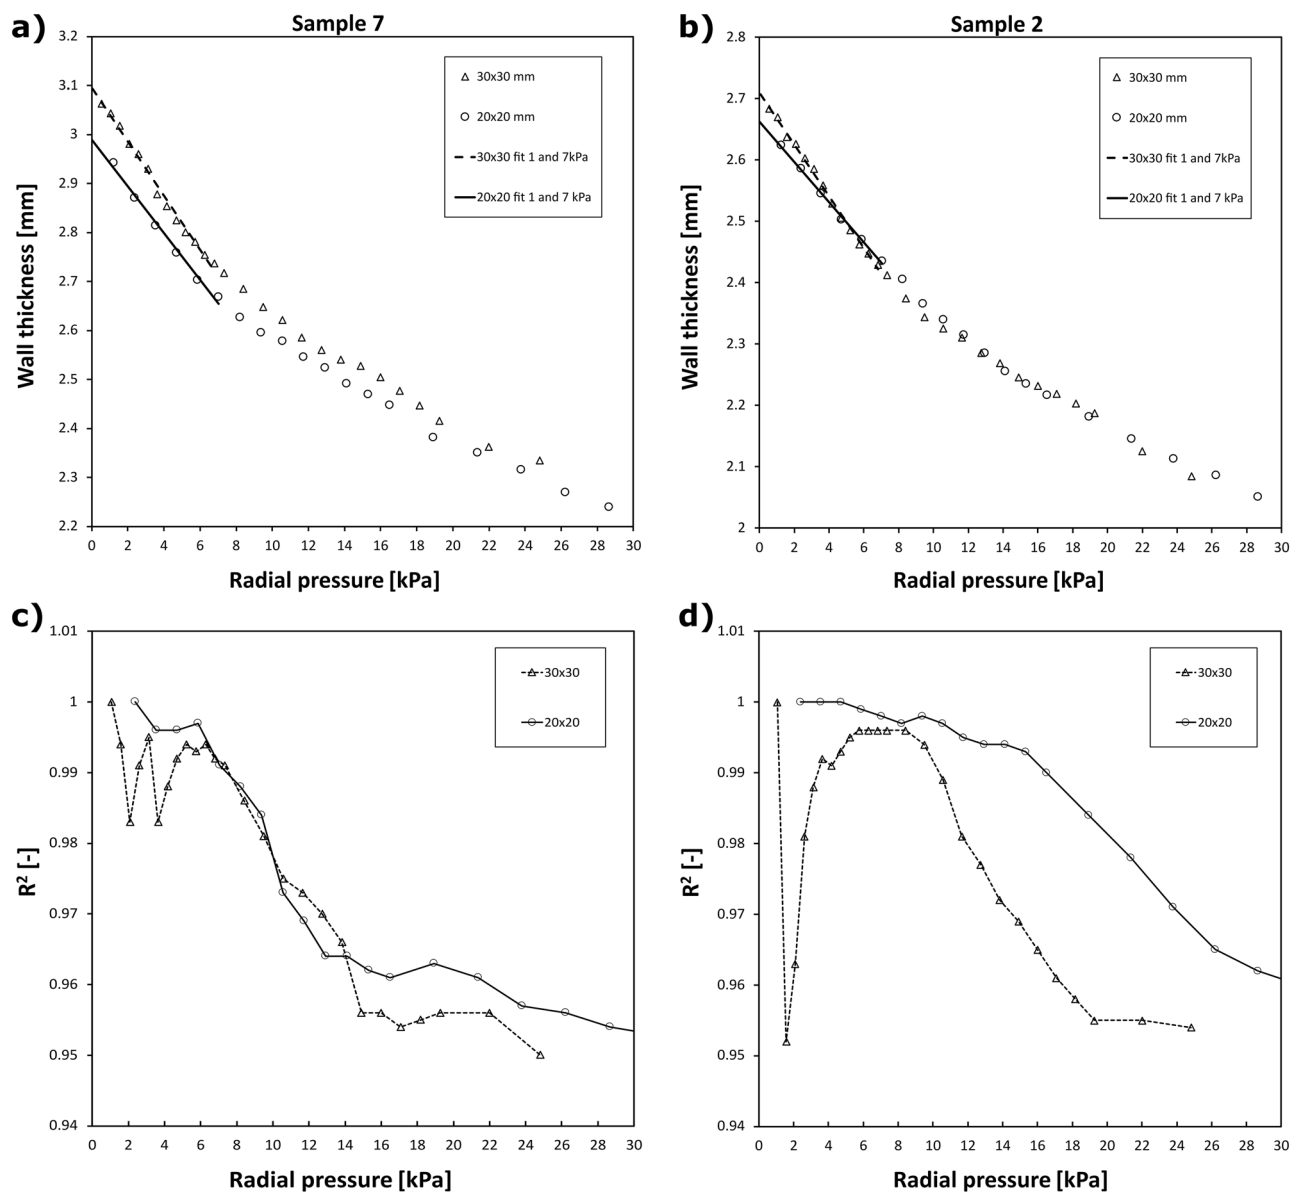 a)
Sample 7
3.2
3.1
3
2.9
2.8
2.7
2.6
2.5
2.4
2.3
2.2
0 2 4 6 8 10 12 14 16 18 20 22 24 26 28 30
Wall thickness [mm]
Radial pressure [kPa]
30x30 mm
20x20 mm
30x30 fit 1 and 7kPa
20x20 fit 1 and 7 kPa
b)
Sample 2
2.8
2.7
2.6
2.5
2.4
2.3
2.2
2.1
2
0 2 4 6 8 10 12 14 16 18 20 22 24 26 28 30
Wall thickness [mm]
Radial pressure [kPa]
30x30 mm
20x20 mm
30x30 fit 1 and 7kPa
20x20 fit 1 and 7 kPa
c)
1.01
1
0.99
0.98
0.97
0.96
0.95
0.94
0 2 4 6 8 10 12 14 16 18 20 22 24 26 28 30
R² [-]
Radial pressure [kPa]
30x30
20x20
d)
1.01
1
0.99
0.98
0.97
0.96
0.95
0.94
0 2 4 6 8 10 12 14 16 18 20 22 24 26 28 30
R² [-]
Radial pressure [kPa]
30x30
20x20